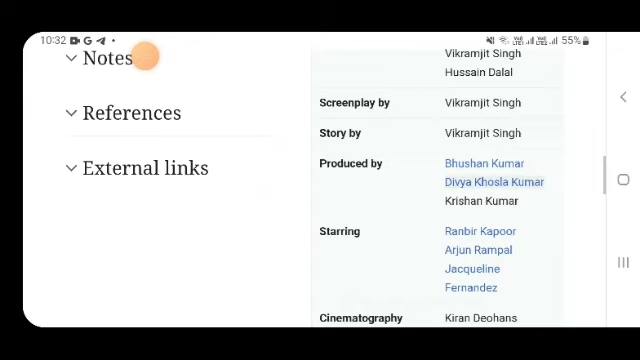 10:32
55%
Notes
References
External links
Vikramjit Singh
Hussain Dalal
Screenplay by Vikramjit Singh
Story by Vikramjit Singh
Produced by Bhushan Kumar
Divya Khosla Kumar
Krishan Kumar
Starring Ranbir Kapoor
Arjun Rampal
Jacqueline
Fernandez
Cinematography Kiran Deohans